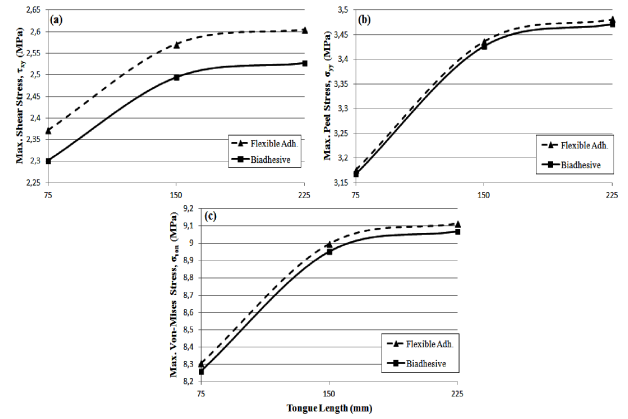 (a)
Max. Shear Stress, τxy (MPa)
2,65
2,6
2,55
2,5
2,45
2,4
2,35
2,3
2,25
75
150
225
Flexible Adh.
Biadhesive
(b)
Max. Peel Stress, σyy (MPa)
3,5
3,45
3,4
3,35
3,3
3,25
3,2
3,15
75
150
225
Flexible Adh.
Biadhesive
(c)
Max. Von-Mises Stress, σvon (MPa)
9,2
9,1
9
8,9
8,8
8,7
8,6
8,5
8,4
8,3
8,2
75
150
225
Flexible Adh.
Biadhesive
Tongue Length (mm)